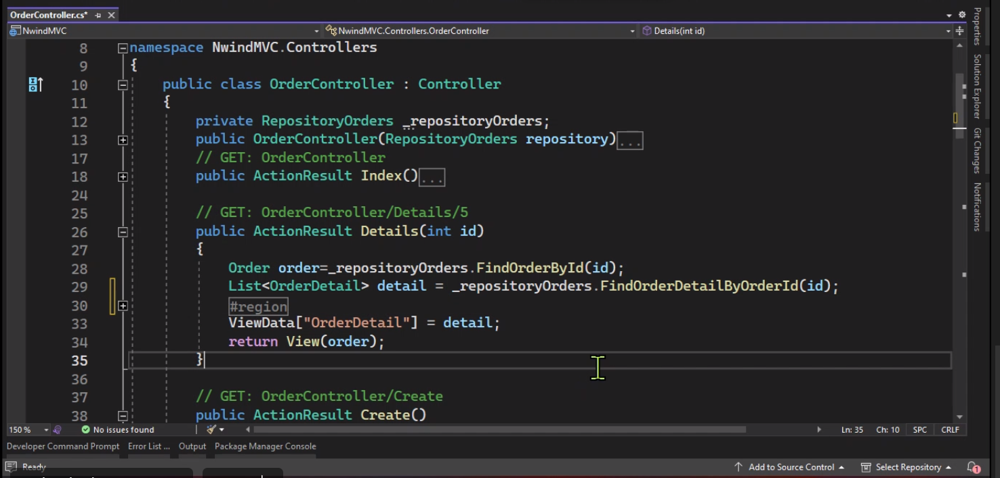 OrderController.cs*
NwindMVC
NwindMVC.Controllers.OrderController
Details(int id)
8 namespace NwindMVC.Controllers
9 {
10 public class OrderController : Controller
11 {
12 private RepositoryOrders _repositoryOrders;
13 public OrderController(RepositoryOrders repository)...
17 // GET: OrderController
18 public ActionResult Index()...
24
25 // GET: OrderController/Details/5
26 public ActionResult Details(int id)
27 {
28 Order order=_repositoryOrders.FindOrderById(id);
29 List<OrderDetail> detail = _repositoryOrders.FindOrderDetailByOrderId(id);
30 #region
33 ViewData["OrderDetail"] = detail;
34 return View(order);
35 }
36
37 // GET: OrderController/Create
38 public ActionResult Create()
150 %
No issues found
Ln: 35 Ch: 10 SPC CRLF
Developer Command Prompt Error List ... Output Package Manager Console
Ready
Add to Source Control
Select Repository
1
Properties
Solution Explorer
Git Changes
Notifications